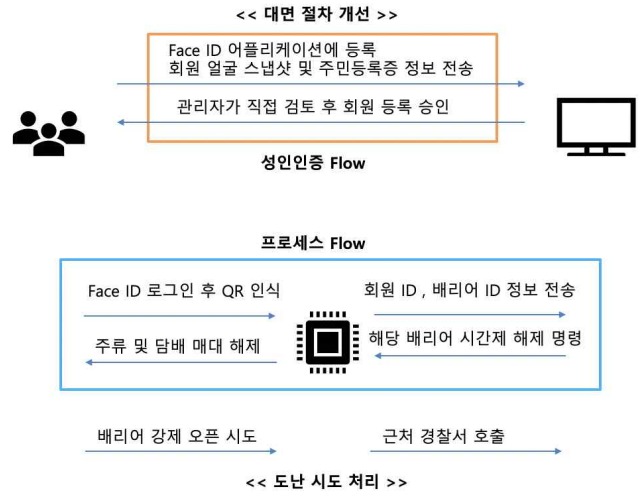 << 대면 절차 개선 >>
Face ID 어플리케이션에 등록
회원 얼굴 스냅샷 및 주민등록증 정보 전송
관리자가 직접 검토 후 회원 등록 승인
성인인증 Flow
프로세스 Flow
Face ID 로그인 후 QR 인식
회원 ID , 배리어 ID 정보 전송
주류 및 담배 매대 해제
해당 배리어 시간제 해제 명령
배리어 강제 오픈 시도
근처 경찰서 호출
<< 도난 시도 처리 >>